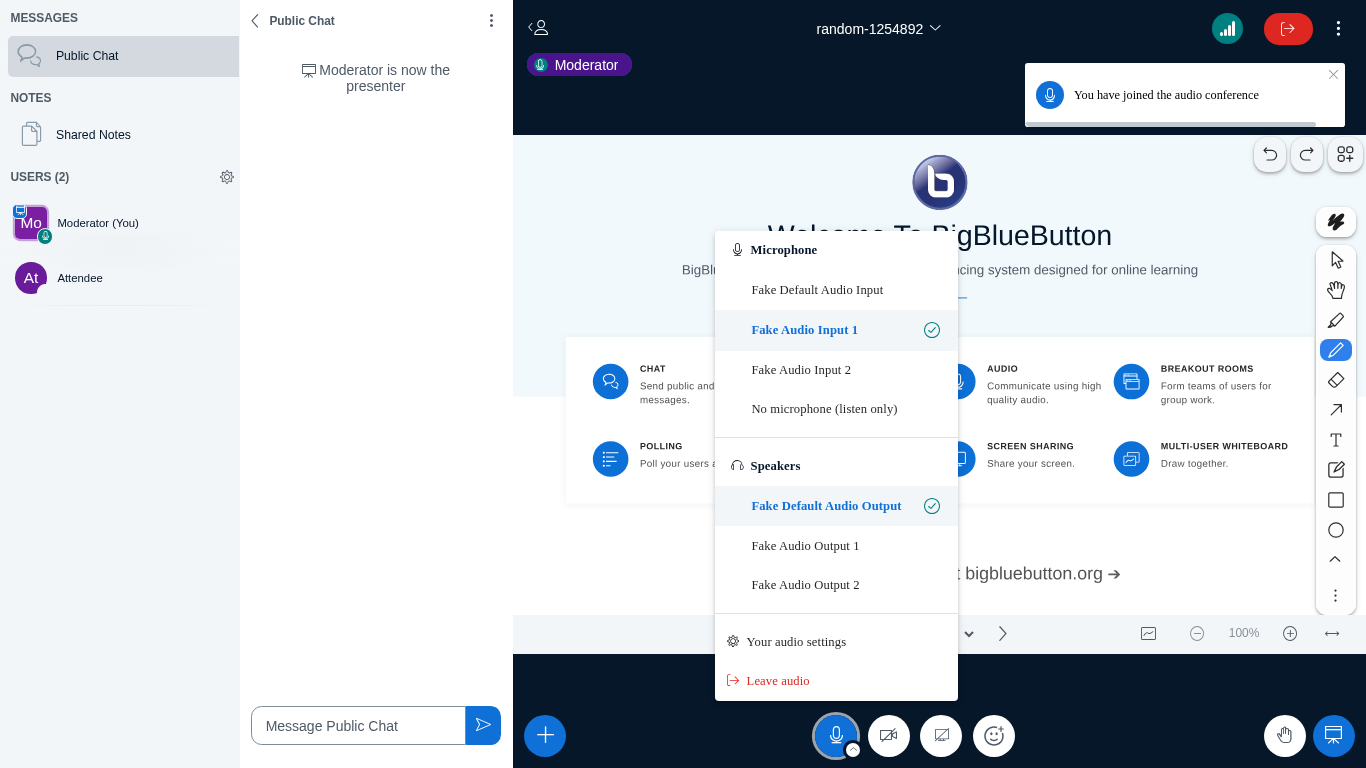 MESSAGES
Public Chat
NOTES
Shared Notes
USERS (2)
Mo
Moderator (You)
At
Attendee
Public Chat
Moderator is now the
presenter
Message Public Chat
random-1254892
Moderator
You have joined the audio conference
Welcome To BigBlueButton
cing system designed for online learning
CHAT
Send public and
messages.
AUDIO
Communicate using high
quality audio.
BREAKOUT ROOMS
Form teams of users for
group work.
POLLING
Poll your users
SCREEN SHARING
Share your screen.
MULTI-USER WHITEBOARD
Draw together.
bigbluebutton.org ➔
Microphone
Fake Default Audio Input
Fake Audio Input 1
Fake Audio Input 2
No microphone (listen only)
Speakers
Fake Default Audio Output
Fake Audio Output 1
Fake Audio Output 2
Your audio settings
Leave audio
100%